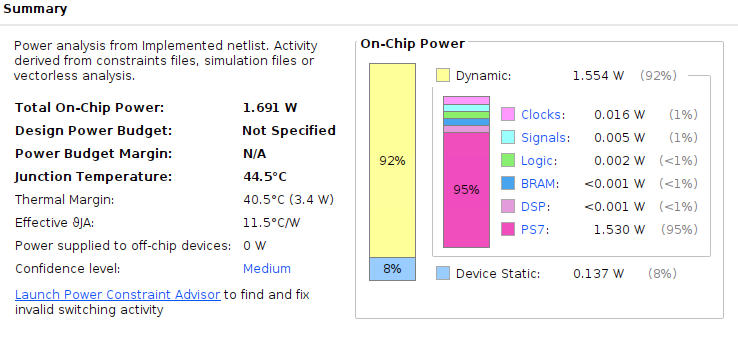 Summary
Power analysis from Implemented netlist. Activity
derived from constraints files, simulation files or
vectorless analysis.
Total On-Chip Power: 1.691 W
Design Power Budget: Not Specified
Power Budget Margin: N/A
Junction Temperature: 44.5°C
Thermal Margin: 40.5°C (3.4 W)
Effective ϑJA: 11.5°C/W
Power supplied to off-chip devices: 0 W
Confidence level: Medium
Launch Power Constraint Advisor to find and fix
invalid switching activity
On-Chip Power
92%
8%
Dynamic: 1.554 W (92%)
95%
Clocks: 0.016 W (1%)
Signals: 0.005 W (1%)
Logic: 0.002 W (<1%)
BRAM: <0.001 W (<1%)
DSP: <0.001 W (<1%)
PS7: 1.530 W (95%)
Device Static: 0.137 W (8%)